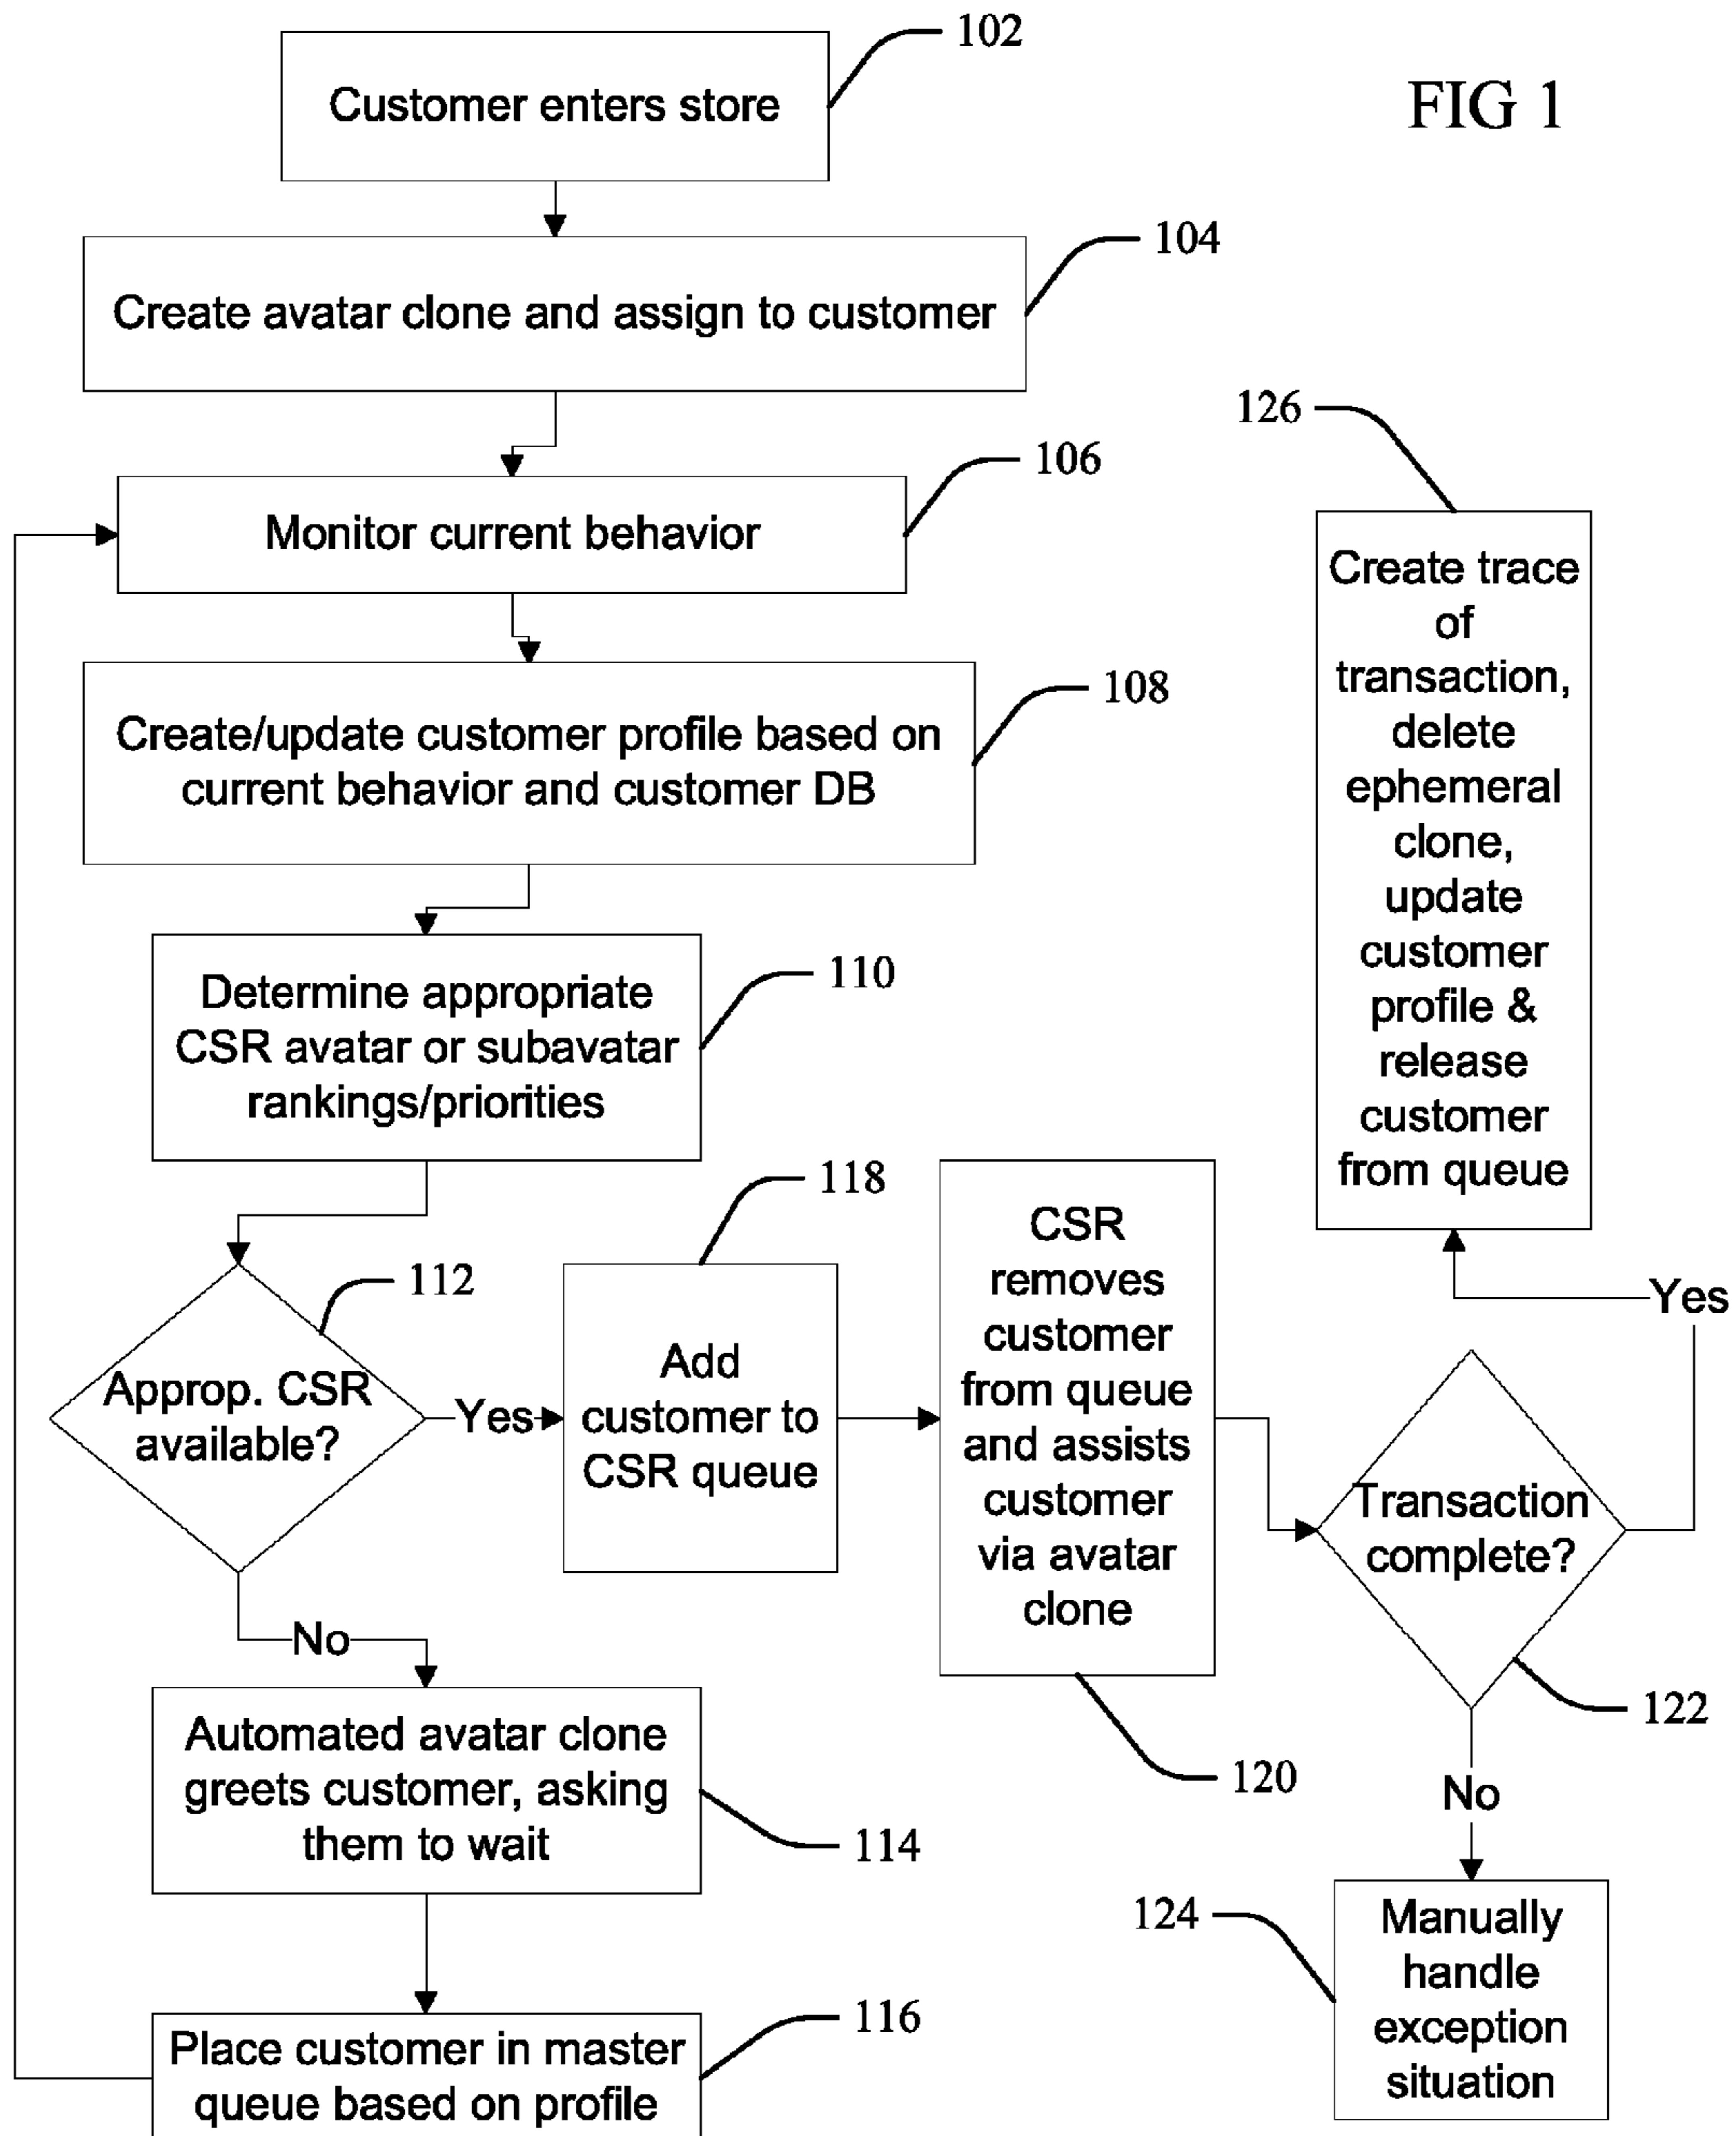 102
Customer enters store
FIG 1
104
Create avatar clone and assign to customer
106
Monitor current behavior
108
Create/update customer profile based on
current behavior and customer DB
110
Determine appropriate
CSR avatar or subavatar
rankings/priorities
112
Approp. CSR
available?
Yes
No
118
Add
customer to
CSR queue
CSR
removes
customer
from queue
and assists
customer
via avatar
clone
120
Transaction
complete?
122
Yes
No
126
Create trace
of
transaction,
delete
ephemeral
clone,
update
customer
profile &
release
customer
from queue
124
Manually
handle
exception
situation
Automated avatar clone
greets customer, asking
them to wait
114
116
Place customer in master
queue based on profile